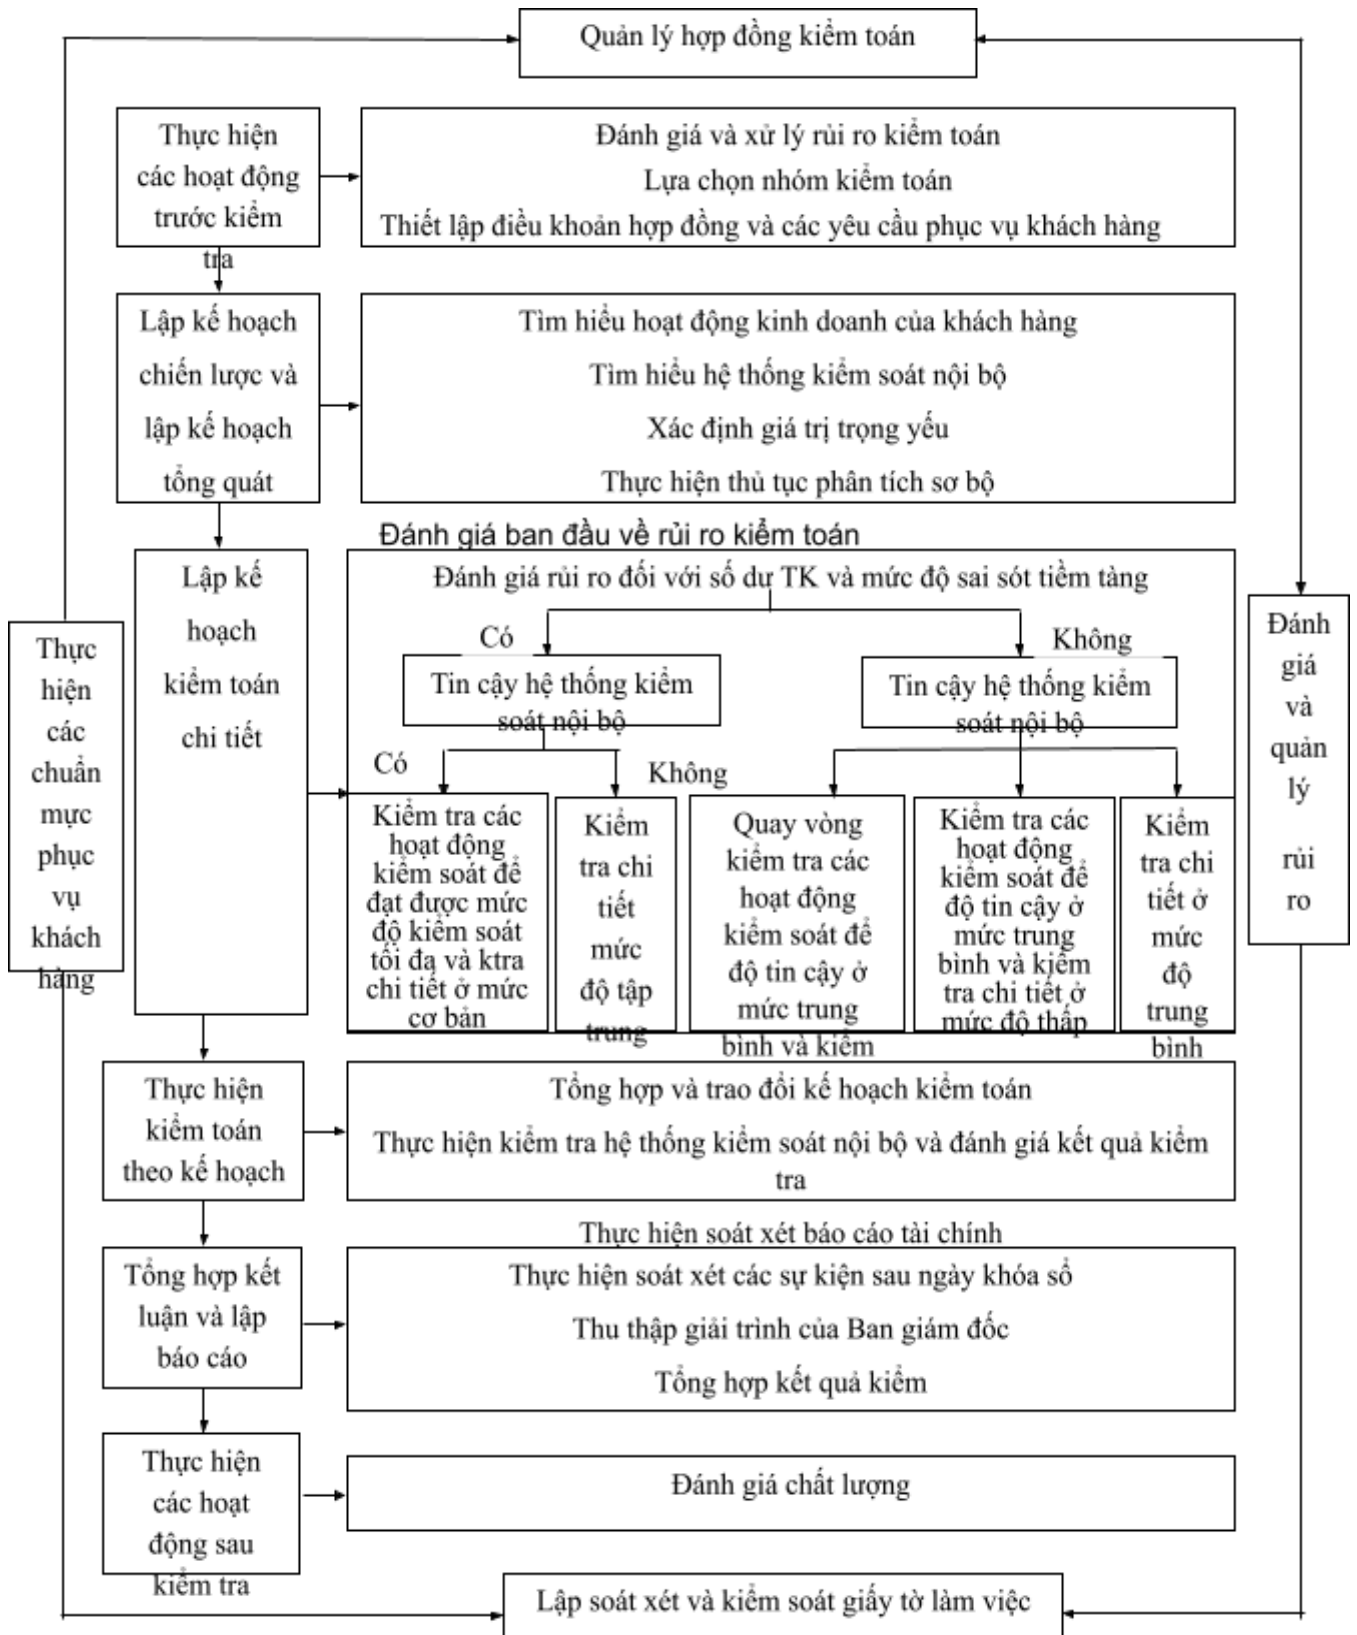 Quản lý hợp đồng kiểm toán
Thực hiện
các hoạt động
trước kiểm
tra
Đánh giá và xử lý rủi ro kiểm toán
Lựa chọn nhóm kiểm toán
Thiết lập điều khoản hợp đồng và các yêu cầu phục vụ khách hàng
Lập kế hoạch
chiến lược và
lập kế hoạch
tổng quát
Tìm hiểu hoạt động kinh doanh của khách hàng
Tìm hiểu hệ thống kiểm soát nội bộ
Xác định giá trị trọng yếu
Thực hiện thủ tục phân tích sơ bộ
Đánh giá ban đầu về rủi ro kiểm toán
Lập kế
hoạch
kiểm toán
chi tiết
Đánh giá rủi ro đối với số dư TK và mức độ sai sót tiềm tàng
Có
Không
Tin cậy hệ thống kiểm
soát nội bộ
Tin cậy hệ thống kiểm
soát nội bộ
Có
Không
Kiểm tra các
hoạt động
kiểm soát để
đạt được mức
độ kiểm soát
tối đa và ktra
chi tiết ở mức
cơ bản
Kiểm
tra chi
tiết
mức
độ tập
trung
Quay vòng
kiểm tra các
hoạt động
kiểm soát để
độ tin cậy ở
mức trung
bình và kiểm
Kiểm tra các
hoạt động
kiểm soát để
độ tin cậy ở
mức trung
bình và kiểm
tra chi tiết ở
mức độ thấp
Kiểm
tra chi
tiết ở
mức
độ
trung
bình
Thực
hiện
các
chuẩn
mực
phục
vụ
khách
hàng
Đánh
giá
và
quản
lý
rủi
ro
Thực hiện
kiểm toán
theo kế hoạch
Tổng hợp và trao đổi kế hoạch kiểm toán
Thực hiện kiểm tra hệ thống kiểm soát nội bộ và đánh giá kết quả kiểm
tra
Thực hiện soát xét báo cáo tài chính
Tổng hợp kết
luận và lập
báo cáo
Thực hiện soát xét các sự kiện sau ngày khóa sổ
Thu thập giải trình của Ban giám đốc
Tổng hợp kết quả kiểm
Thực hiện
các hoạt
động sau
kiểm tra
Đánh giá chất lượng
Lập soát xét và kiểm soát giấy tờ làm việc